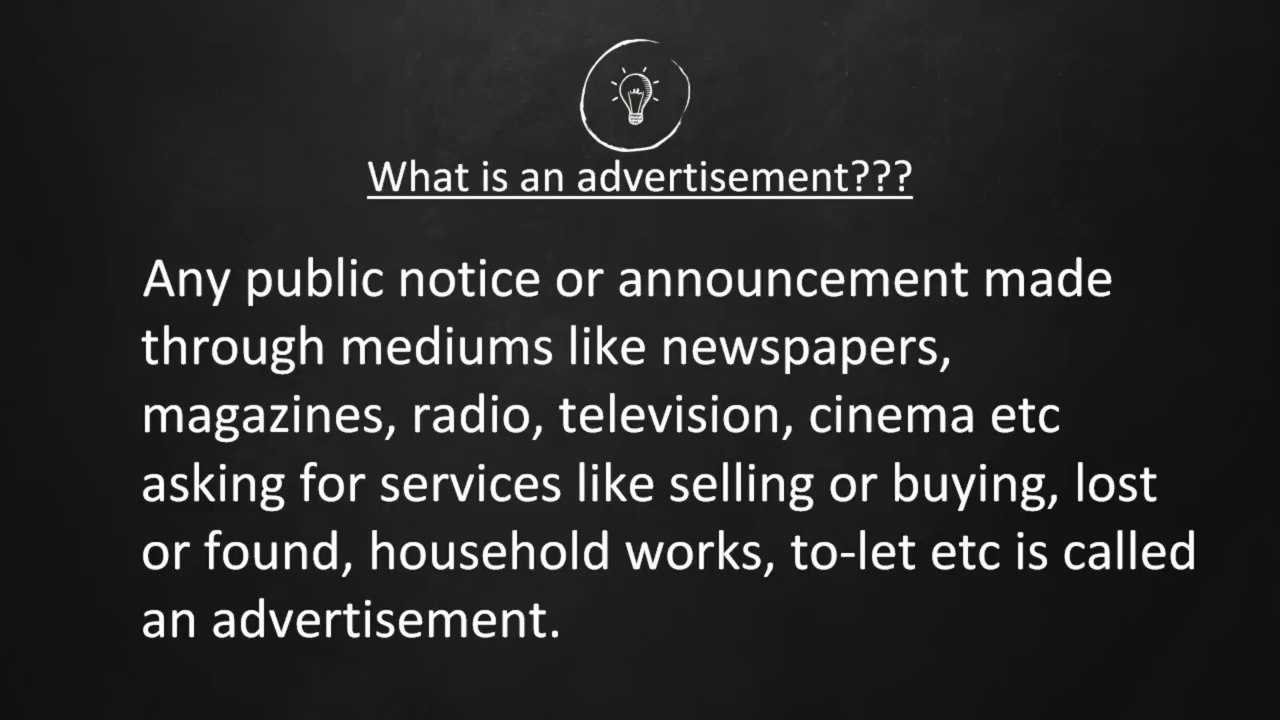 What is an advertisement???
Any public notice or announcement made
through mediums like newspapers,
magazines, radio, television, cinema etc
asking for services like selling or buying, lost
or found, household works, to-let etc is called
an advertisement.